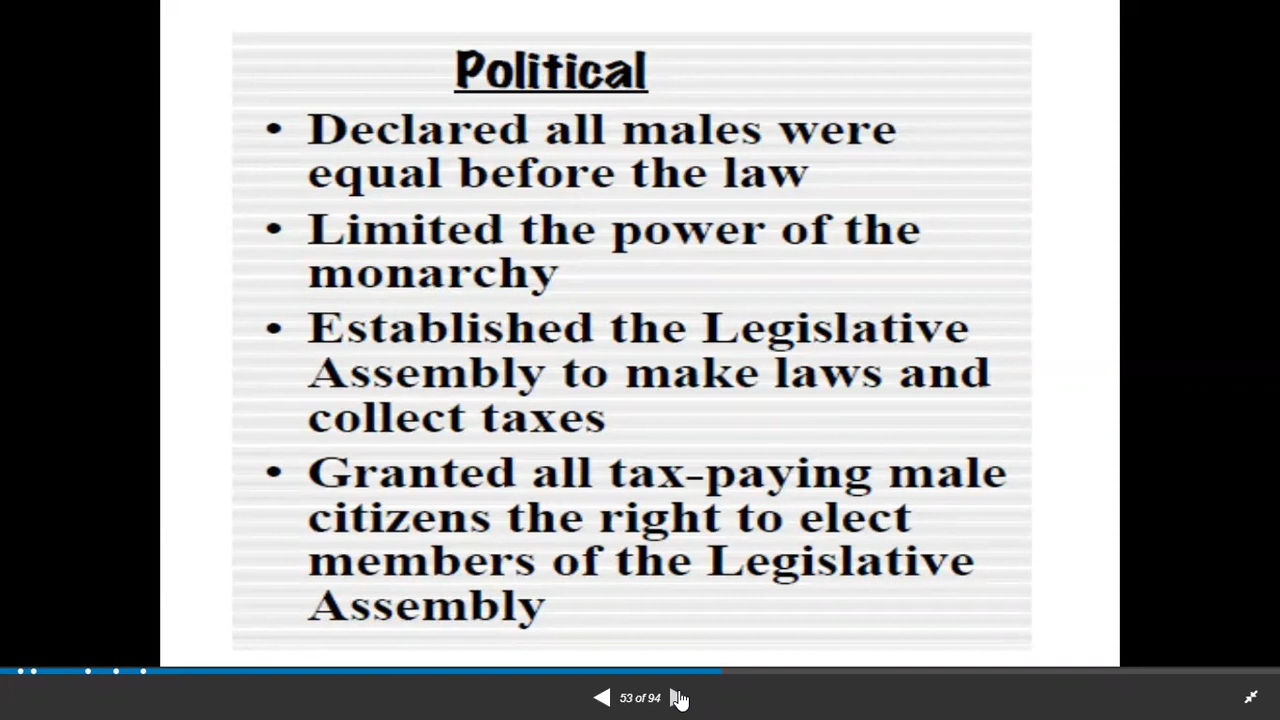 Political
• Declared all males were
equal before the law
• Limited the power of the
monarchy
• Established the Legislative
Assembly to make laws and
collect taxes
• Granted all tax-paying male
citizens the right to elect
members of the Legislative
Assembly
53 of 94